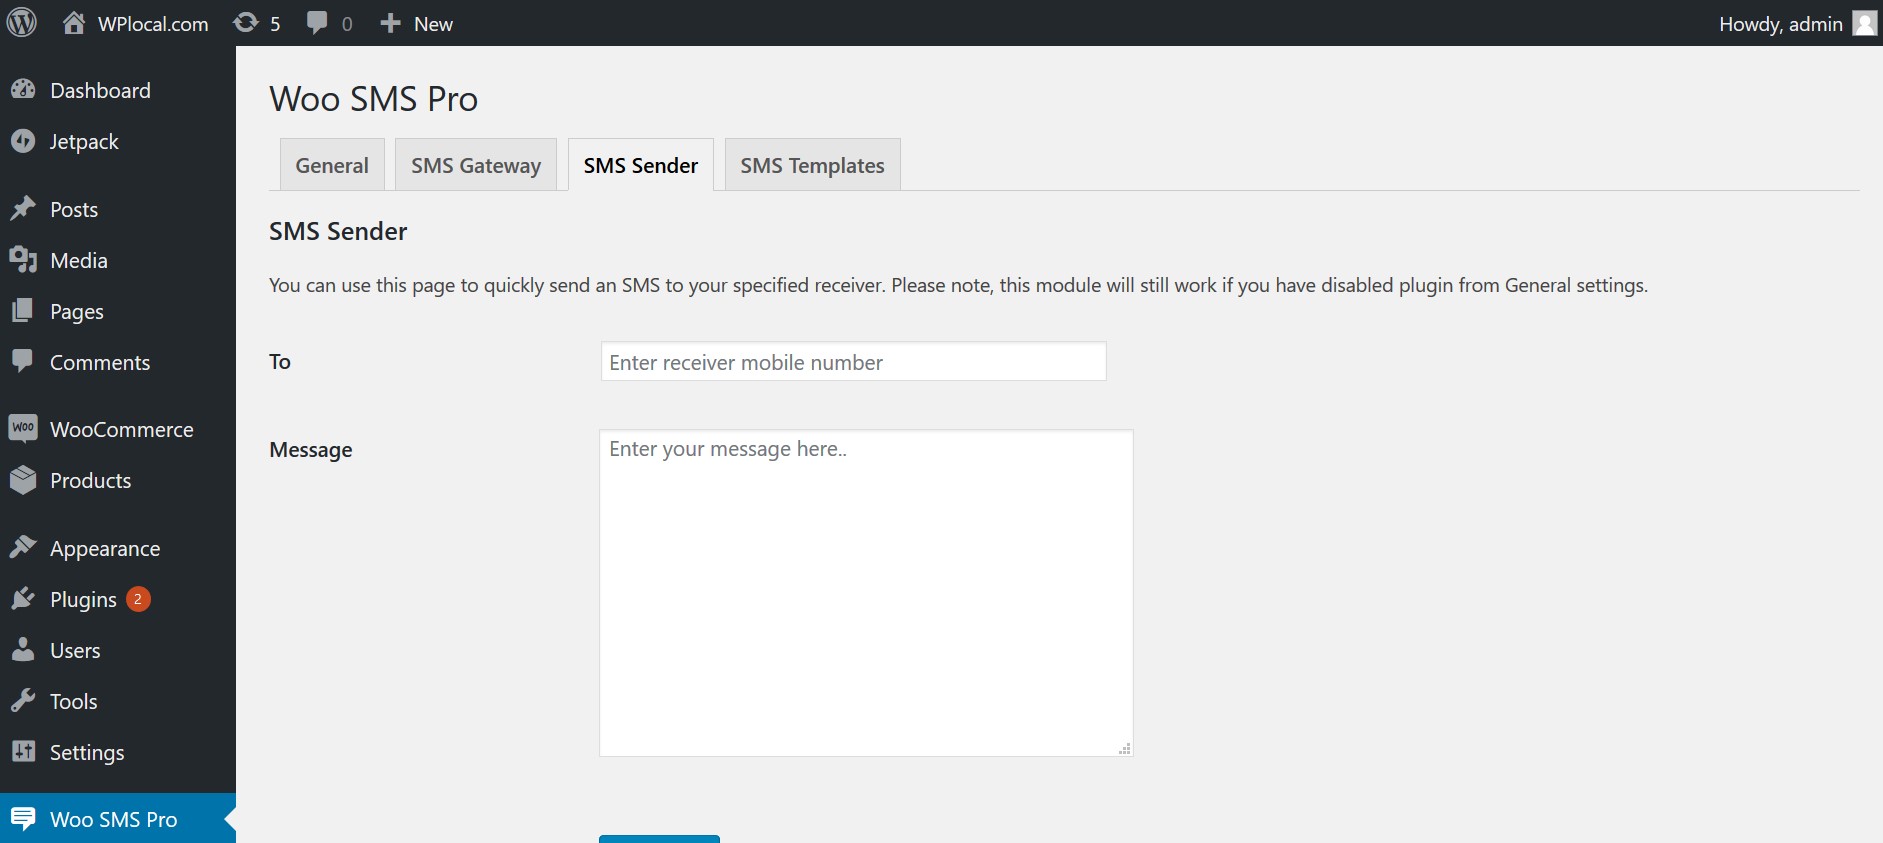 WPlocal.com 5 0 New Howdy, admin
Dashboard
Jetpack
Posts
Media
Pages
Comments
Woo WooCommerce
Products
Appearance
Plugins 2
Users
Tools
Settings
Woo SMS Pro
Woo SMS Pro
General SMS Gateway SMS Sender SMS Templates
SMS Sender
You can use this page to quickly send an SMS to your specified receiver. Please note, this module will still work if you have disabled plugin from General settings.
To Enter receiver mobile number
Message Enter your message here..